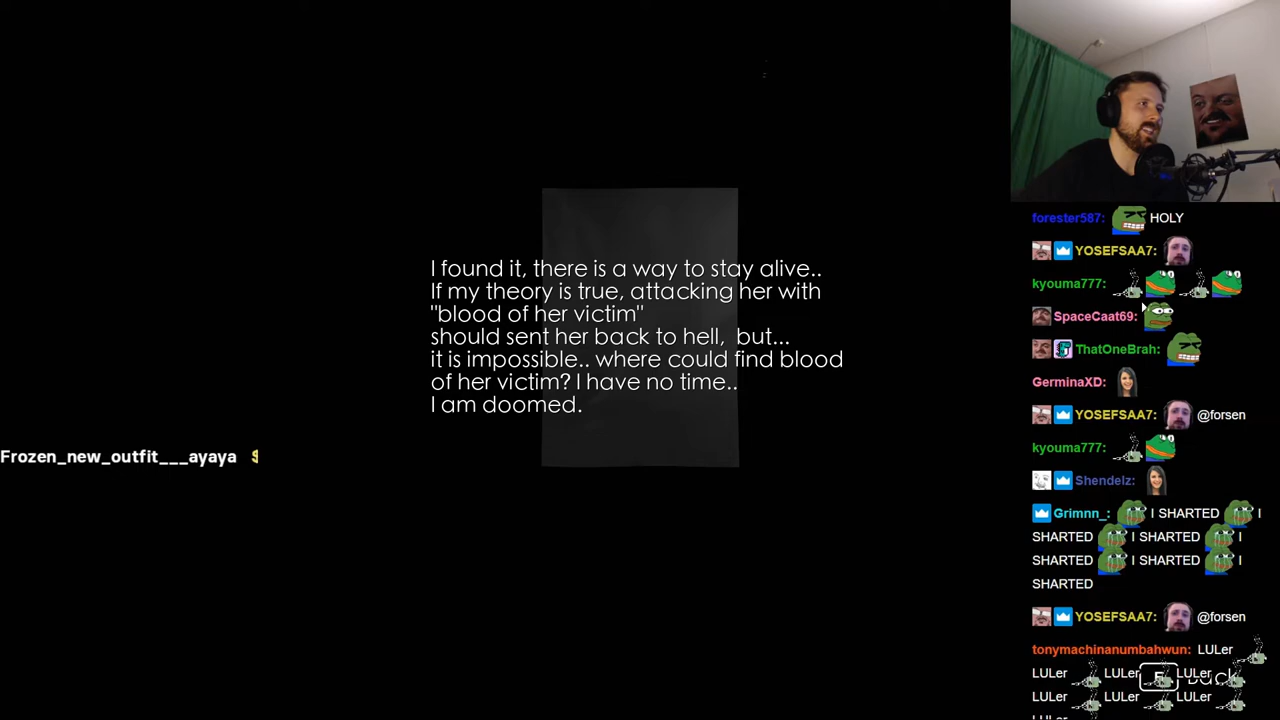 I found it, there is a way to stay alive..
If my theory is true, attacking her with
"blood of her victim"
should sent her back to hell, but...
it is impossible.. where could find blood
of her victim? I have no time..
I am doomed.
Frozen_new_outfit___ayaya $
forester587: HOLY
YOSEFSAA7:
kyouma777:
SpaceCaat69:
ThatOneBrah:
GerminaXD:
YOSEFSAA7: @forsen
kyouma777:
Shendelz:
Grimnn_: I SHARTED I
SHARTED I SHARTED I
SHARTED I SHARTED I
SHARTED
YOSEFSAA7: @forsen
tonymachinanumbahwun: LULer
LULer LULer LULer
LULer LULer LULer
E Back